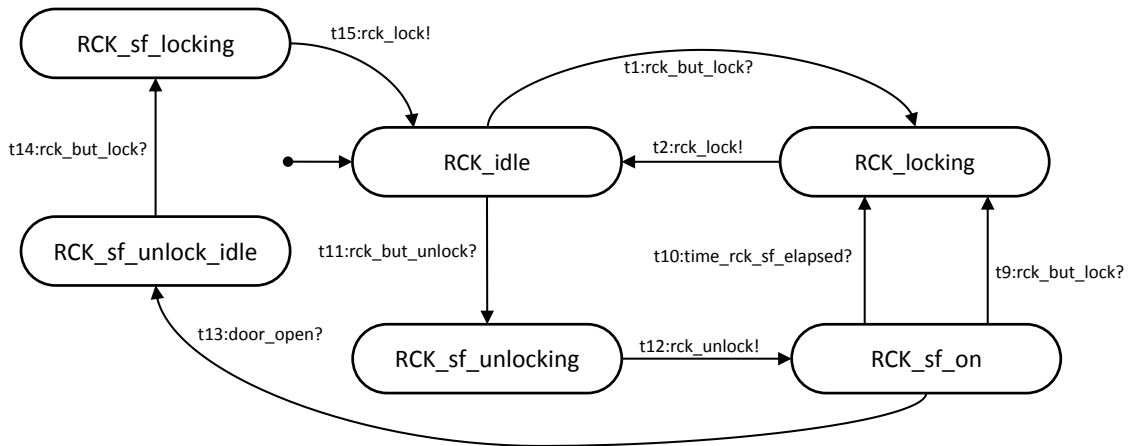 t15:rck_lock!
RCK_sf_locking
t1:rck_but_lock?
t14:rck_but_lock?
t2:rck_lock!
RCK_idle
RCK_locking
RCK_sf_unlock_idle
t11:rck_but_unlock?
t10:time_rck_sf_elapsed?
t9:rck_but_lock?
t13:door_open?
t12:rck_unlock!
RCK_sf_unlocking
RCK_sf_on